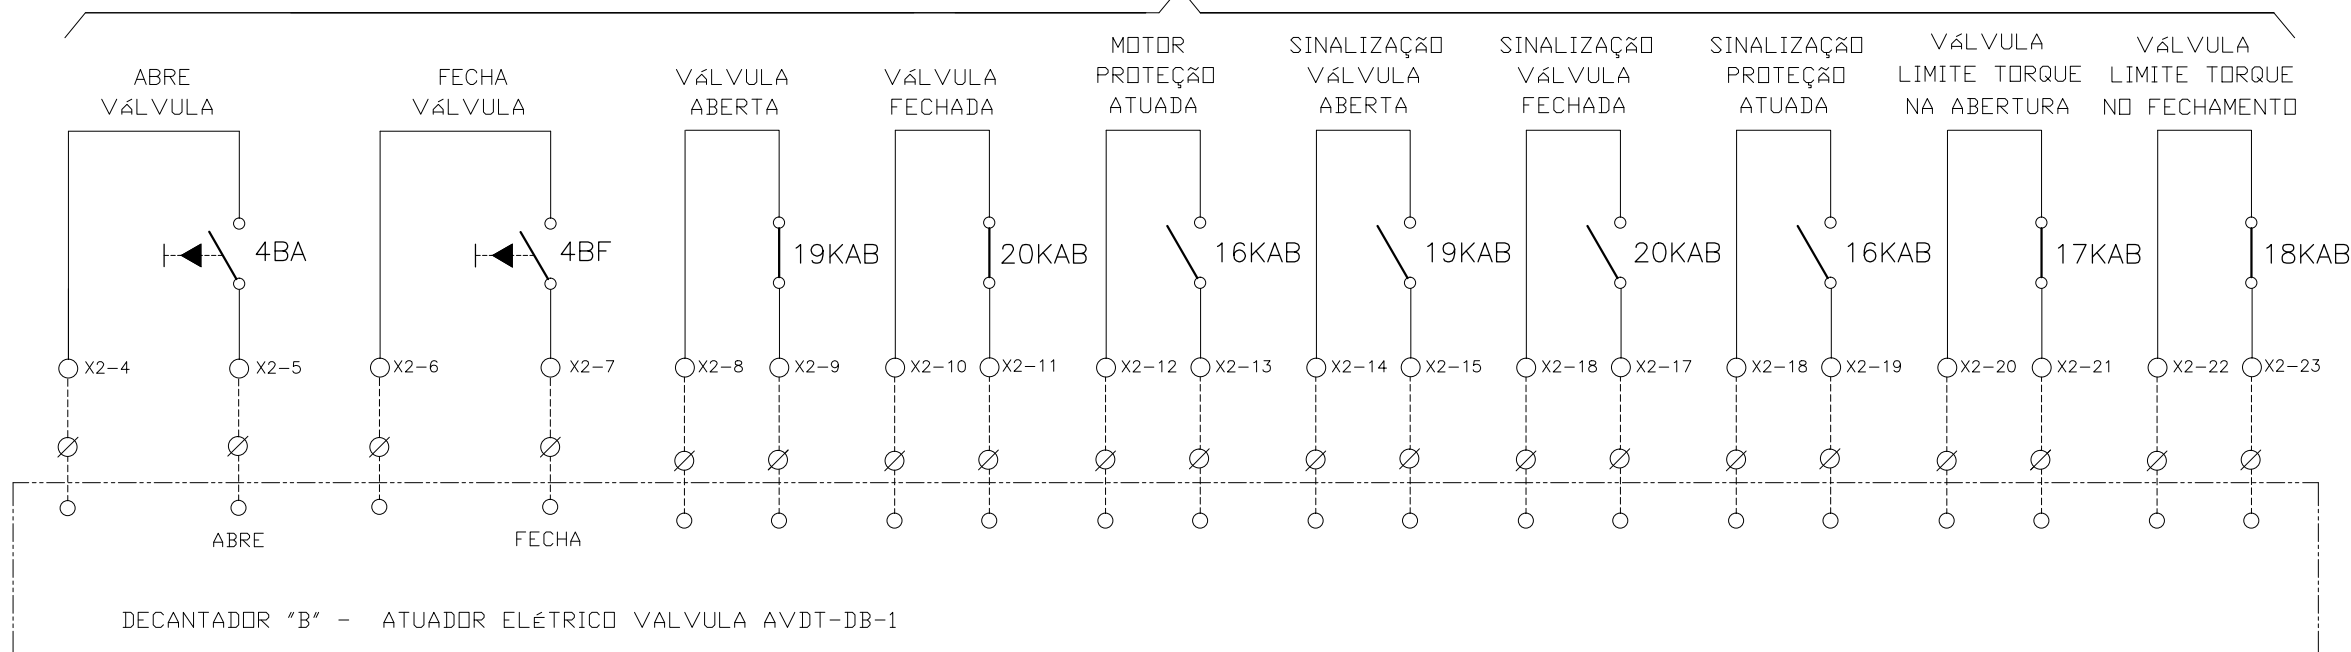 ABRE
VáLVULA
FECHA
VáLVULA
VáLVULA
ABERTA
VáLVULA
FECHADA
MOTOR
PROTEÇãO
ATUADA
SINALIZAÇãO
VáLVULA
ABERTA
SINALIZAÇãO
VáLVULA
FECHADA
SINALIZAÇãO
PROTEÇãO
ATUADA
VáLVULA
LIMITE TORQUE
NA ABERTURA
VáLVULA
LIMITE TORQUE
NO FECHAMENTO
4BA
4BF
19KAB
20KAB
16KAB
19KAB
20KAB
16KAB
17KAB
18KAB
X2-4
X2-5
X2-6
X2-7
X2-8
X2-9
X2-10
X2-11
X2-12
X2-13
X2-14
X2-15
X2-18
X2-17
X2-18
X2-19
X2-20
X2-21
X2-22
X2-23
ABRE
FECHA
DECANTADOR "B" - ATUADOR ELéTRICO VALVULA AVDT-DB-1